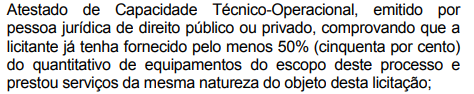 Atestado de Capacidade Técnico-Operacional, emitido por
pessoa jurídica de direito público ou privado, comprovando que a
licitante já tenha fornecido pelo menos 50% (cinquenta por cento)
do quantitativo de equipamentos do escopo deste processo e
prestou serviços da mesma natureza do objeto desta licitação;